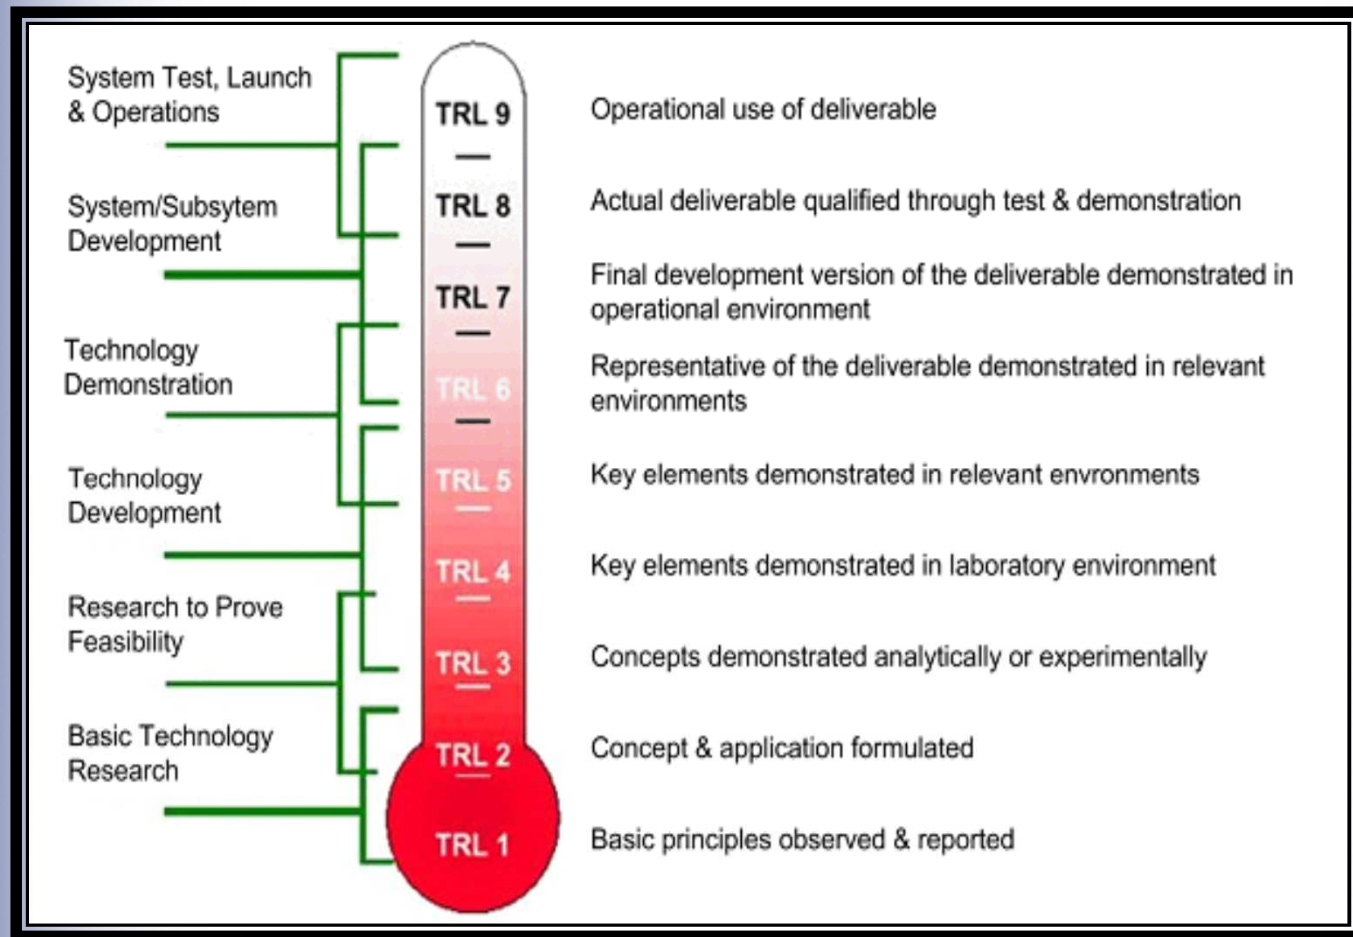 System Test, Launch
& Operations
System/Subsytem
Development
Technology
Demonstration
Technology
Development
Research to Prove
Feasibility
Basic Technology
Research
TRL 9
TRL 8
TRL 7
TRL 6
TRL 5
TRL 4
TRL 3
TRL 2
TRL 1
Operational use of deliverable
Actual deliverable qualified through test & demonstration
Final development version of the deliverable demonstrated in
operational environment
Representative of the deliverable demonstrated in relevant
environments
Key elements demonstrated in relevant envronments
Key elements demonstrated in laboratory environment
Concepts demonstrated analytically or experimentally
Concept & application formulated
Basic principles observed & reported